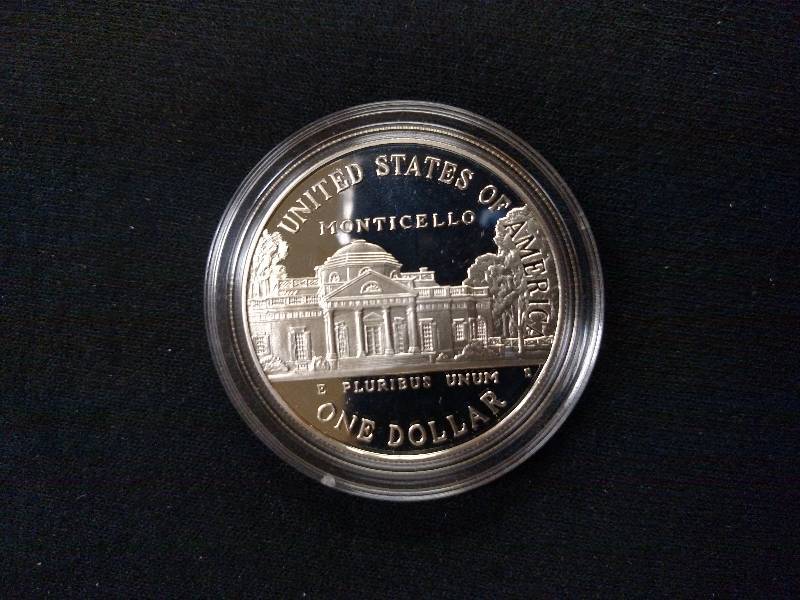 UNITED STATES OF AMERICA
MONTICELLO
E PLURIBUS UNUM
ONE DOLLAR